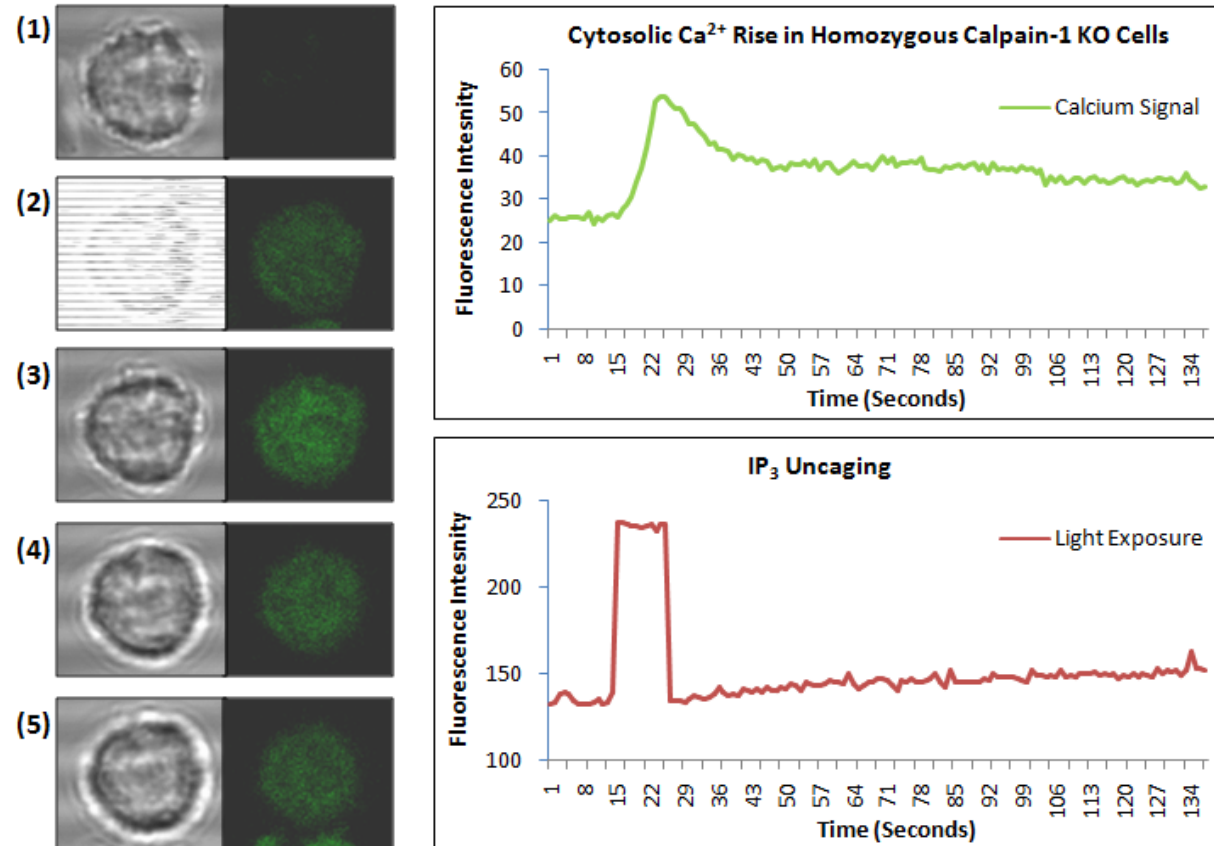 (1)
(2)
(3)
(4)
(5)
Cytosolic Ca²⁺ Rise in Homozygous Calpain-1 KO Cells
Fluorescence Intesnity
60
50
40
30
20
10
0
Calcium Signal
1 8 15 22 29 36 43 50 57 64 71 78 85 92 99 106 113 120 127 134
Time (Seconds)
IP₃ Uncaging
Fluorescence Intesnity
250
200
150
100
Light Exposure
1 8 15 22 29 36 43 50 57 64 71 78 85 92 99 106 113 120 127 134
Time (Seconds)